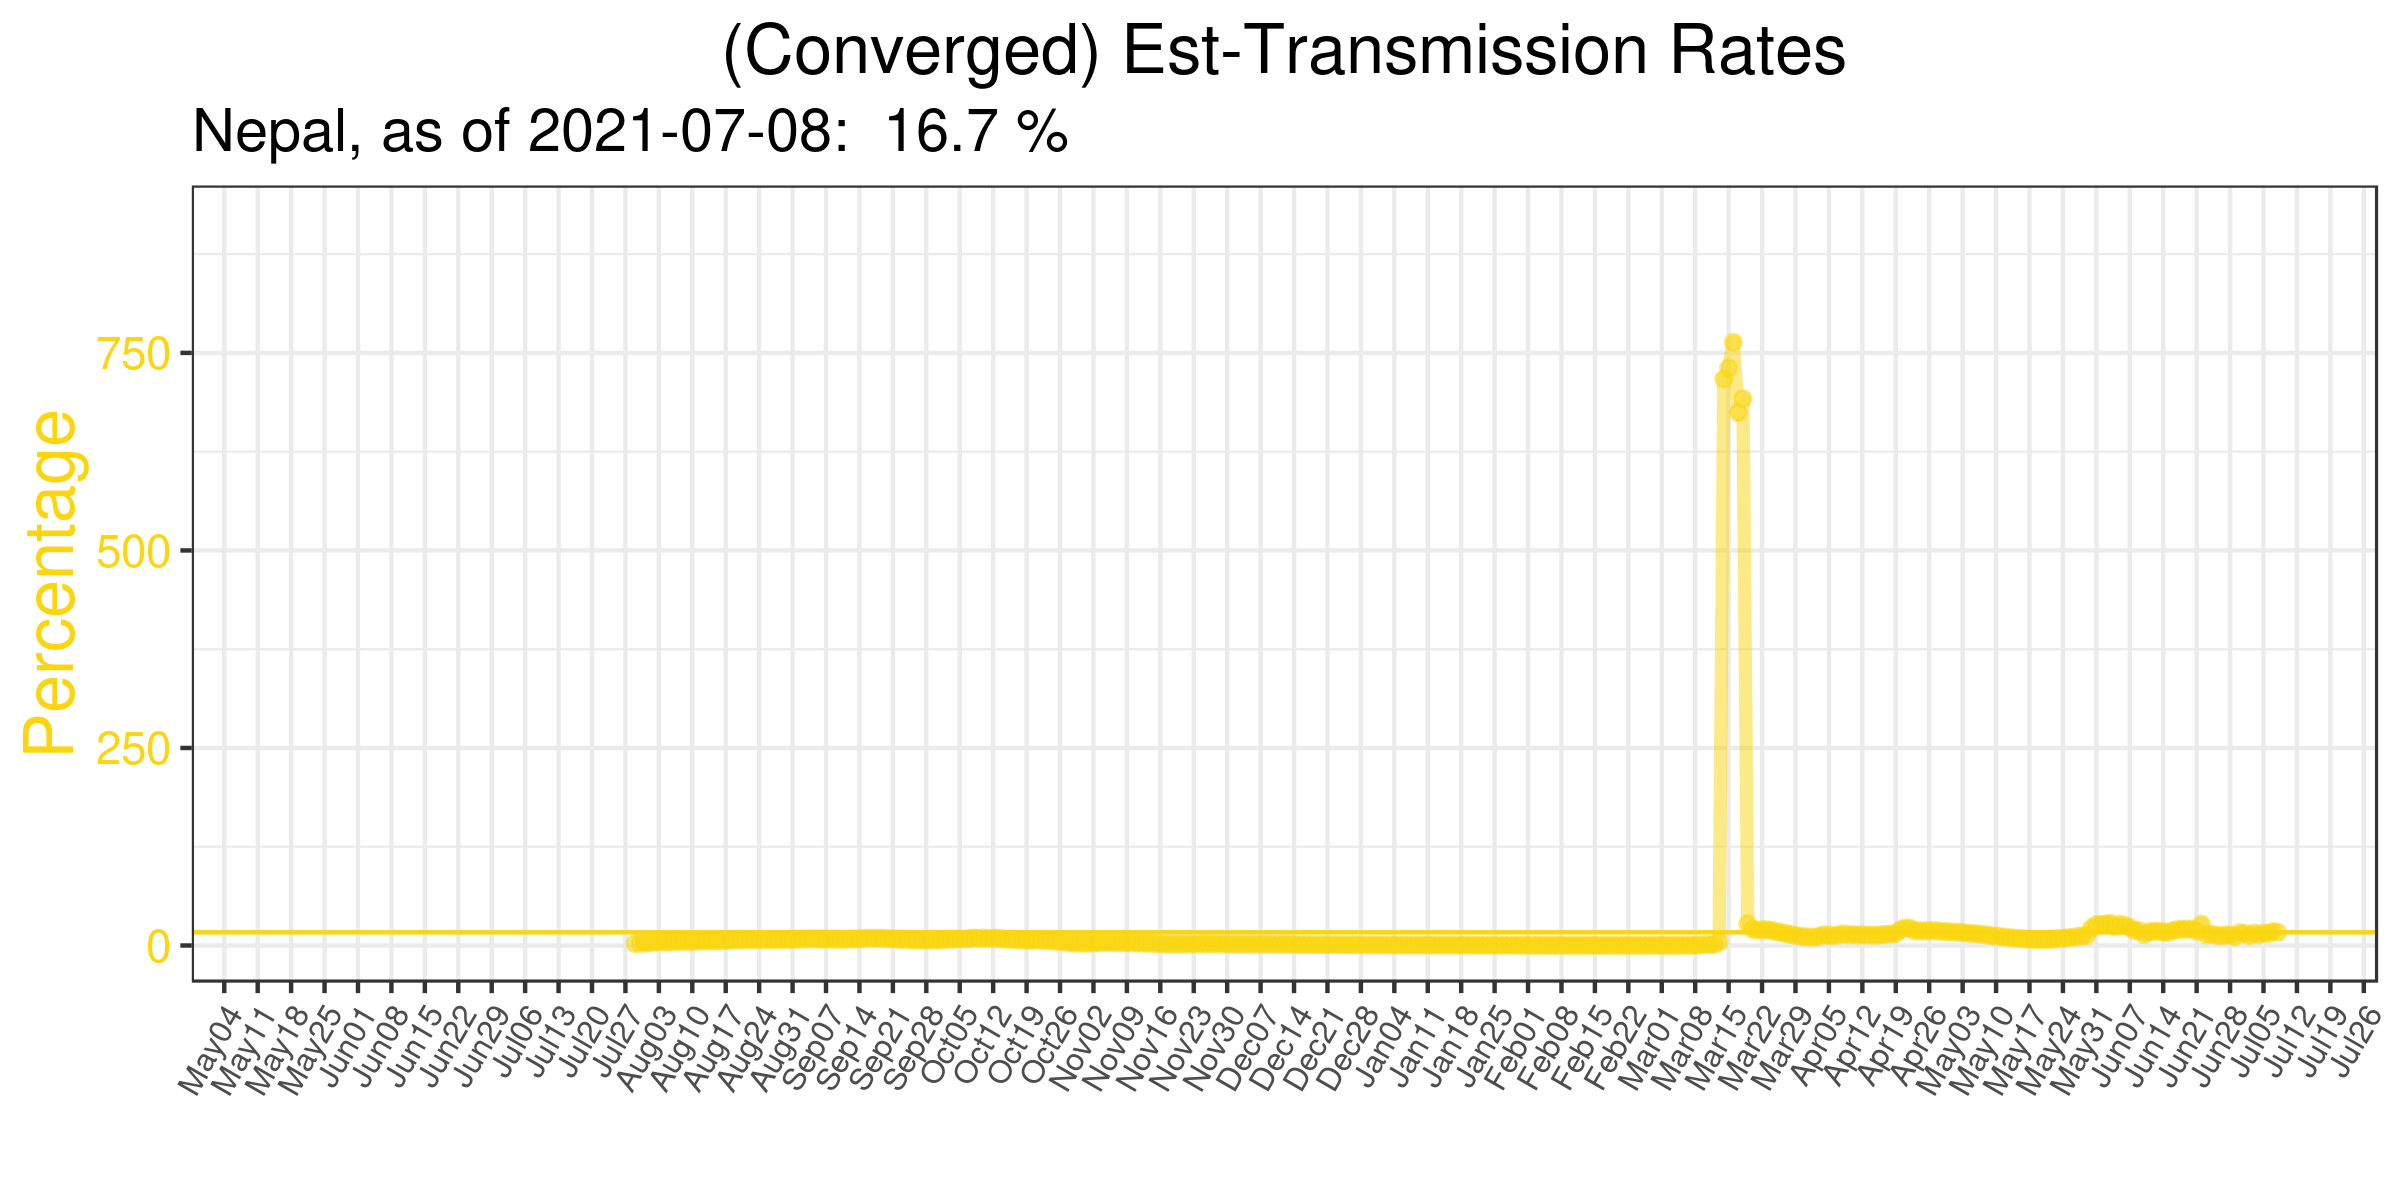 (Converged) Est-Transmission Rates
Nepal, as of 2021-07-08:  16.7 %
Percentage
750
500
250
0
May04
May11
May18
May25
Jun01
Jun08
Jun15
Jun22
Jun29
Jul06
Jul13
Jul20
Jul27
Aug03
Aug10
Aug17
Aug24
Aug31
Sep07
Sep14
Sep21
Sep28
Oct05
Oct12
Oct19
Oct26
Nov02
Nov09
Nov16
Nov23
Nov30
Dec07
Dec14
Dec21
Dec28
Jan04
Jan11
Jan18
Jan25
Feb01
Feb08
Feb15
Feb22
Mar01
Mar08
Mar15
Mar22
Mar29
Apr05
Apr12
Apr19
Apr26
May03
May10
May17
May24
May31
Jun07
Jun14
Jun21
Jun28
Jul05
Jul12
Jul19
Jul26